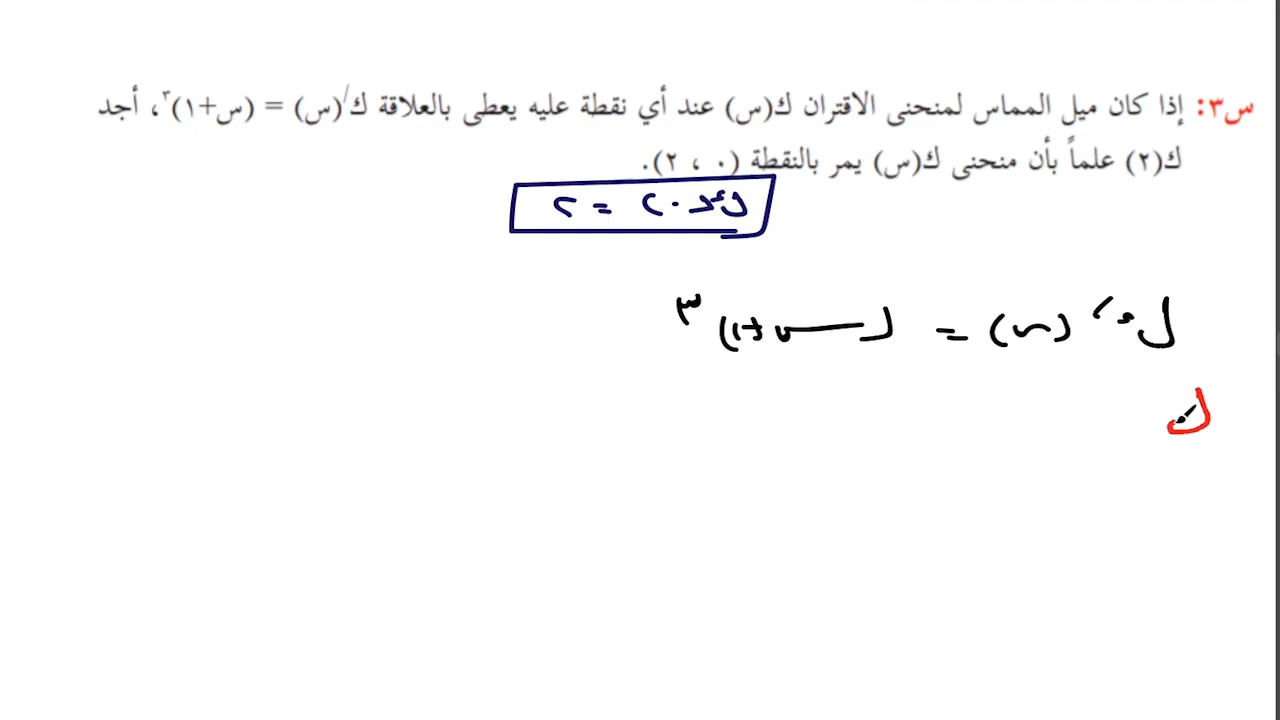 س٣: إذا كان ميل المماس لمنحنى الاقتران ك(س) عند أي نقطة عليه يعطى بالعلاقة ك/(س) = (س+١)٣، أجد
ك(٢) علماً بأن منحنى ك(س) يمر بالنقطة (٠ ، ٢).
ك(٠) = ٢
ك/(س) = (س+١)٣
ك